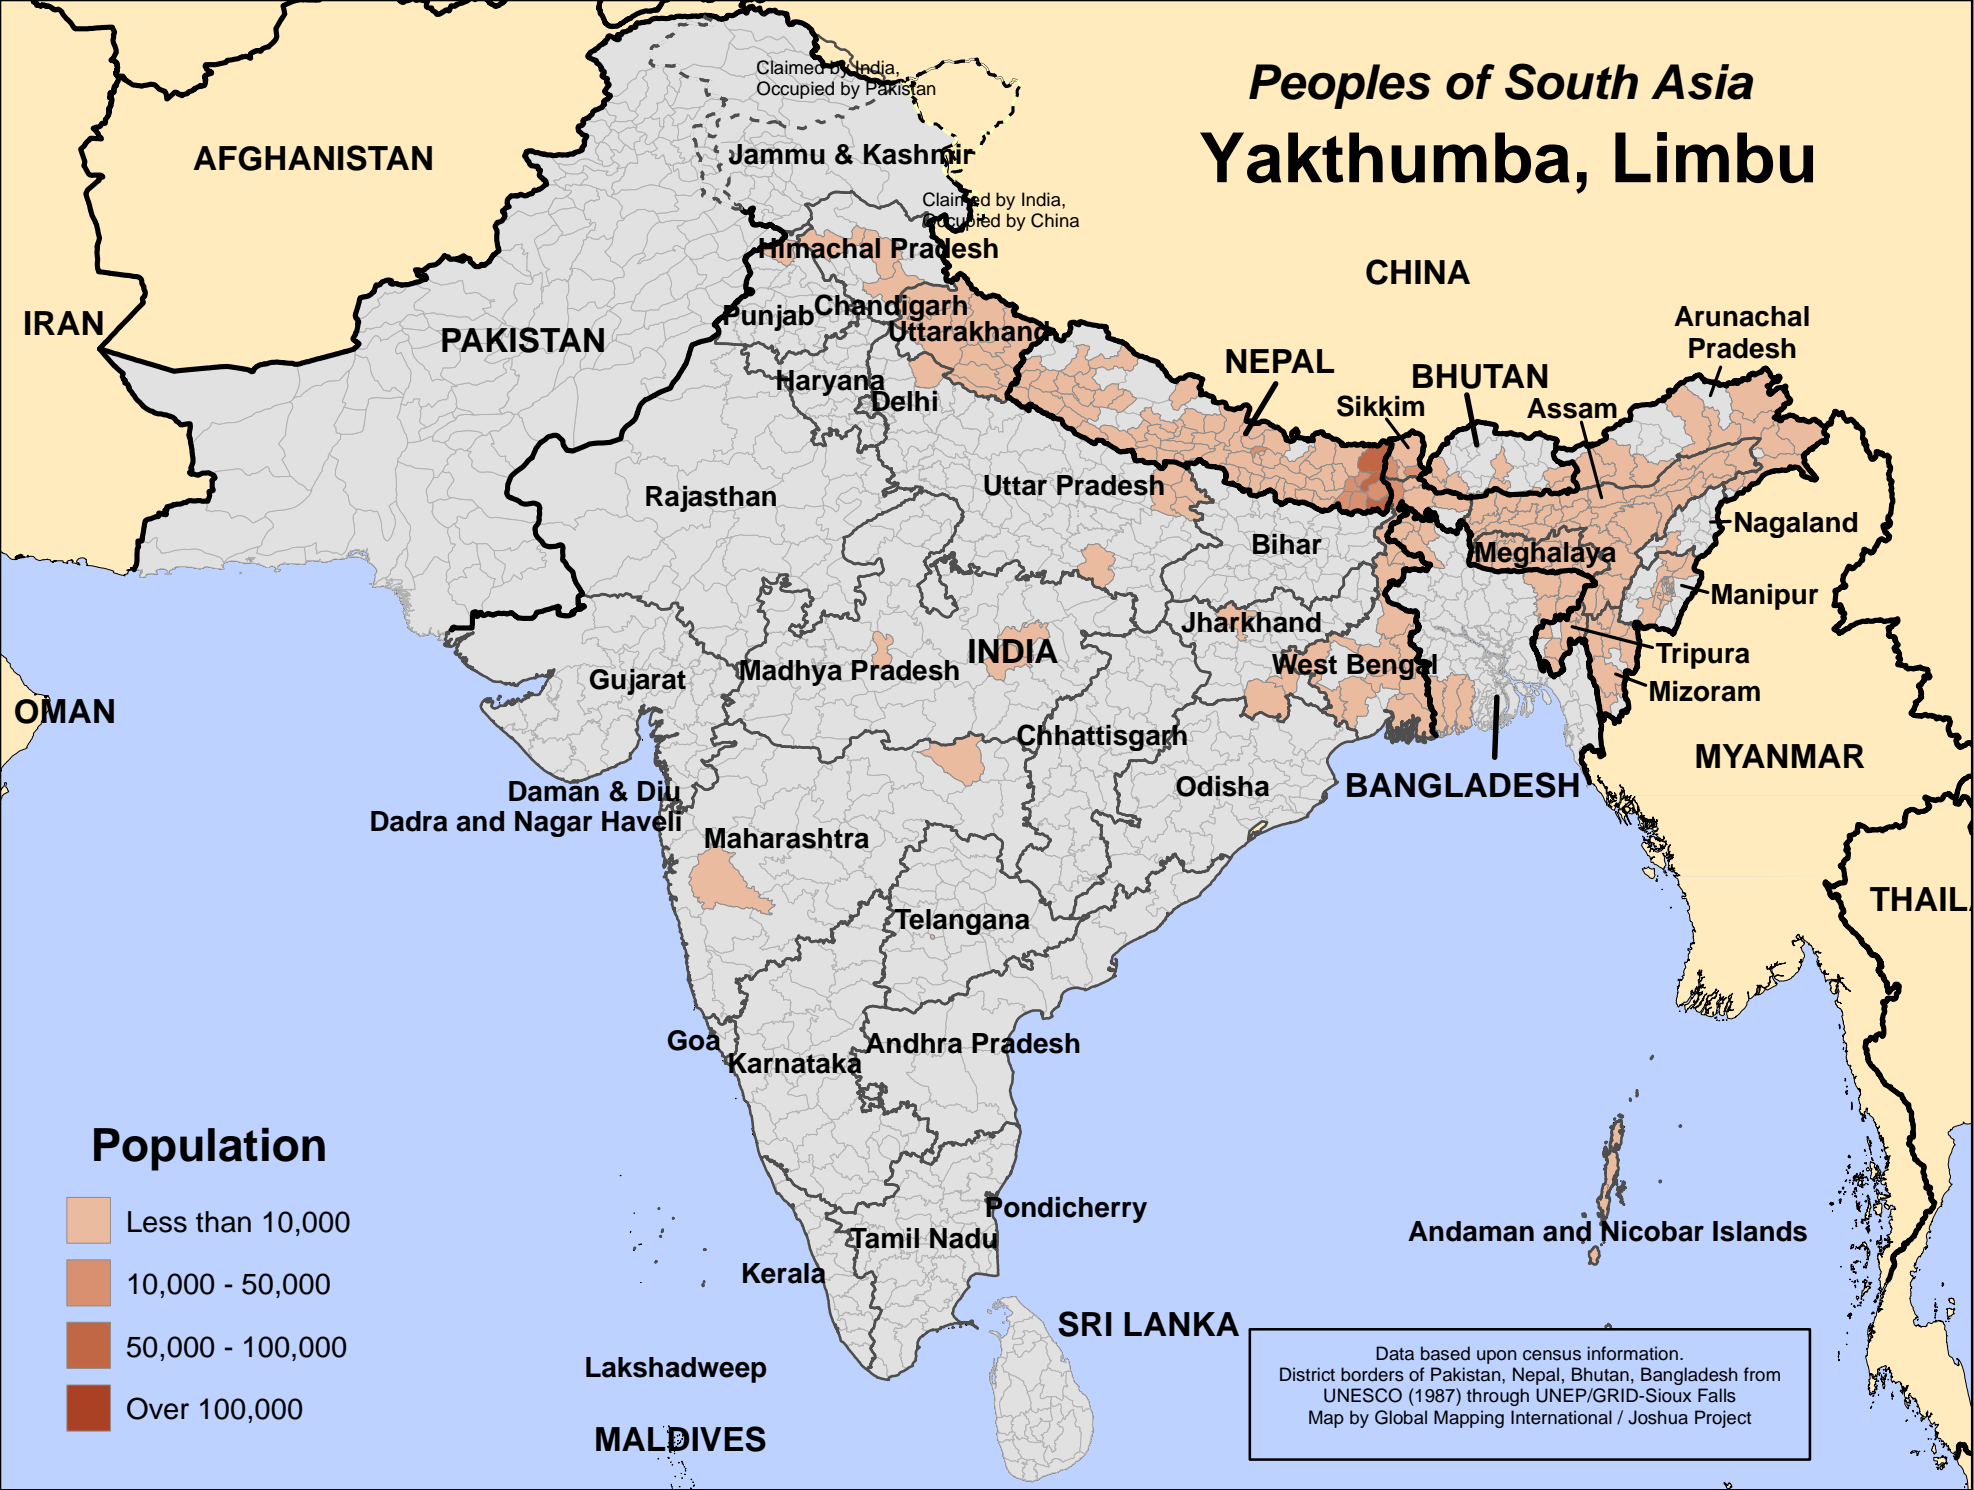 Peoples of South Asia
Yakthumba, Limbu
Claimed by India,
Occupied by Pakistan
AFGHANISTAN
Jammu & Kashmir
Claimed by India,
Occupied by China
Himachal Pradesh
CHINA
IRAN
PAKISTAN
Punjab
Chandigarh
Uttarakhand
Arunachal
Pradesh
NEPAL
BHUTAN
Haryana
Delhi
Sikkim
Assam
Rajasthan
Uttar Pradesh
Bihar
Nagaland
Meghalaya
Manipur
Jharkhand
INDIA
Madhya Pradesh
Gujarat
West Bengal
Tripura
Mizoram
OMAN
Chhattisgarh
MYANMAR
Odisha
BANGLADESH
Daman & Diu
Dadra and Nagar Haveli
Maharashtra
THAIL
Telangana
Goa
Karnataka
Andhra Pradesh
Pondicherry
Tamil Nadu
Andaman and Nicobar Islands
Kerala
SRI LANKA
Lakshadweep
MALDIVES
Population
Less than 10,000
10,000 - 50,000
50,000 - 100,000
Over 100,000
Data based upon census information.
District borders of Pakistan, Nepal, Bhutan, Bangladesh from
UNESCO (1987) through UNEP/GRID-Sioux Falls
Map by Global Mapping International / Joshua Project